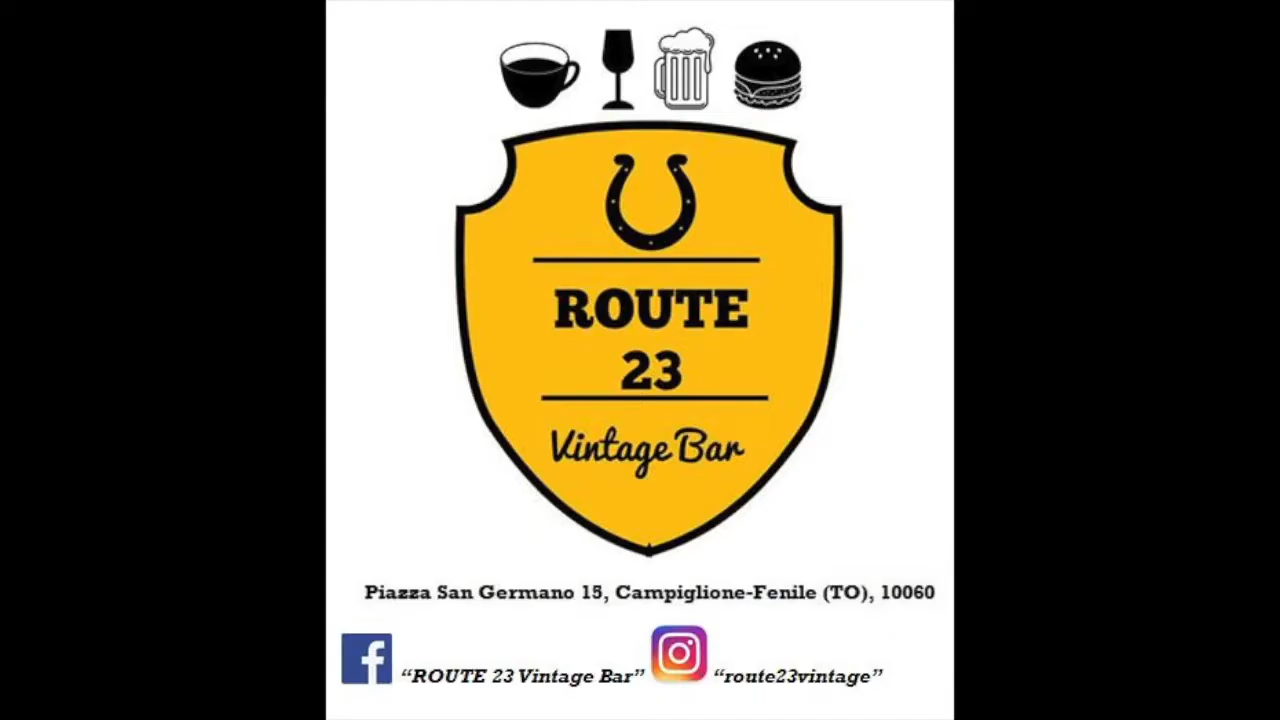 ROUTE
23
Vintage Bar
Piazza San Germano 15, Campiglione-Fenile (TO), 10060
“ROUTE 23 Vintage Bar” “route23vintage”